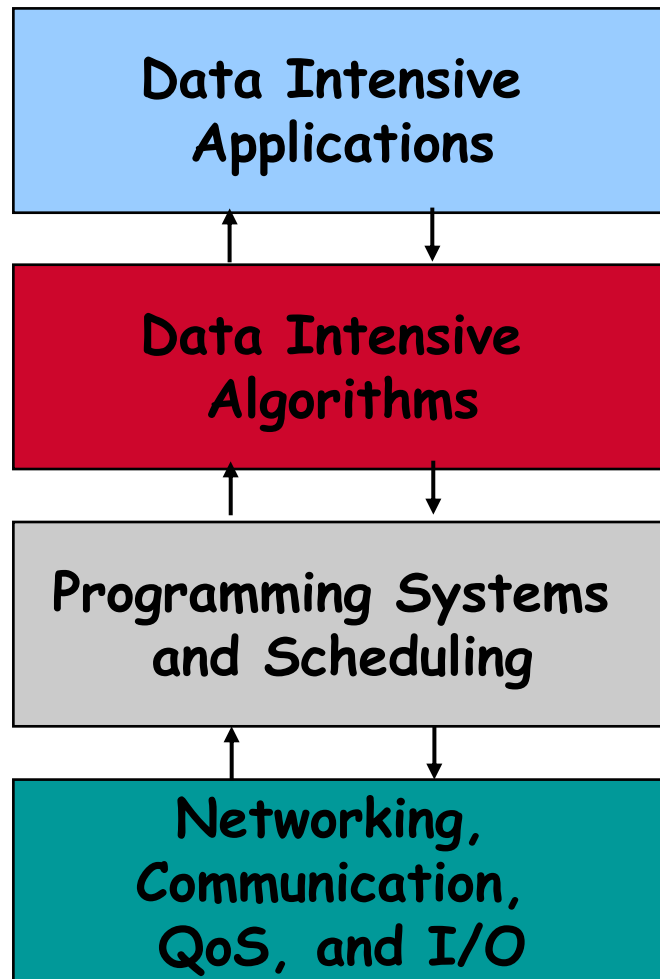 Data Intensive
Applications
Data Intensive
Algorithms
Programming Systems
and Scheduling
Networking,
Communication,
QoS, and I/O